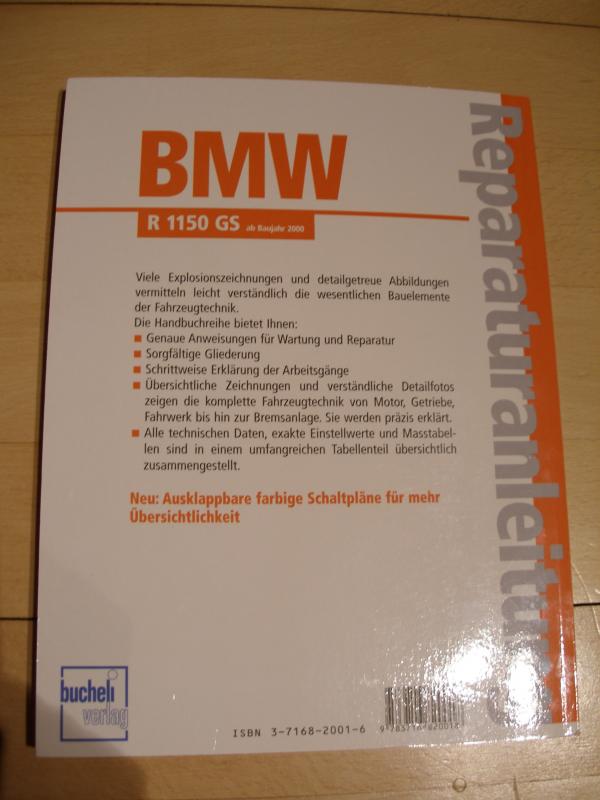 BMW
R 1150 GS ab Baujahr 2000
Reparaturanleitung
Viele Explosionszeichnungen und detailgetreue Abbildungen
vermitteln leicht verständlich die wesentlichen Bauelemente
der Fahrzeugtechnik.
Die Handbuchreihe bietet Ihnen:
Genaue Anweisungen für Wartung und Reparatur
Sorgfältige Gliederung
Schrittweise Erklärung der Arbeitsgänge
Übersichtliche Zeichnungen und verständliche Detailfotos
zeigen die komplette Fahrzeugtechnik von Motor, Getriebe,
Fahrwerk bis hin zur Bremsanlage. Sie werden präzis erklärt.
Alle technischen Daten, exakte Einstellwerte und Masstabel-
len sind in einem umfangreichen Tabellenteil übersichtlich
zusammengestellt.
Neu: Ausklappbare farbige Schaltpläne für mehr
Übersichtlichkeit
bucheli
verlag
ISBN 3-7168-2001-6